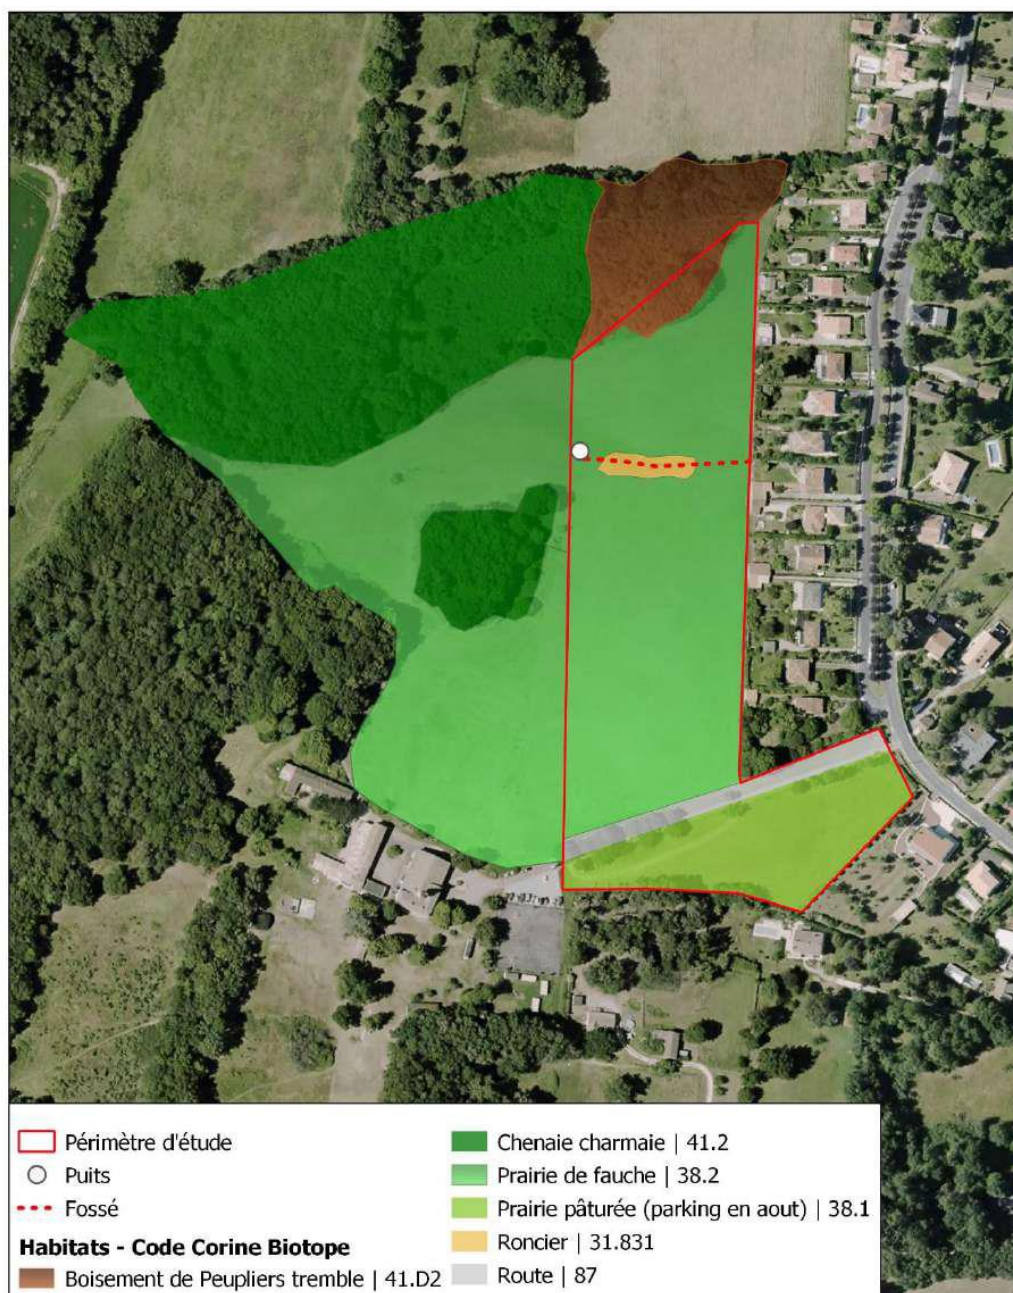 Périmètre d'étude
Puits
Fossé
Habitats - Code Corine Biotope
Boisement de Peupliers tremble | 41.D2
Chenaie charmaie | 41.2
Prairie de fauche | 38.2
Prairie pâturée (parking en aout) | 38.1
Roncier | 31.831
Route | 87